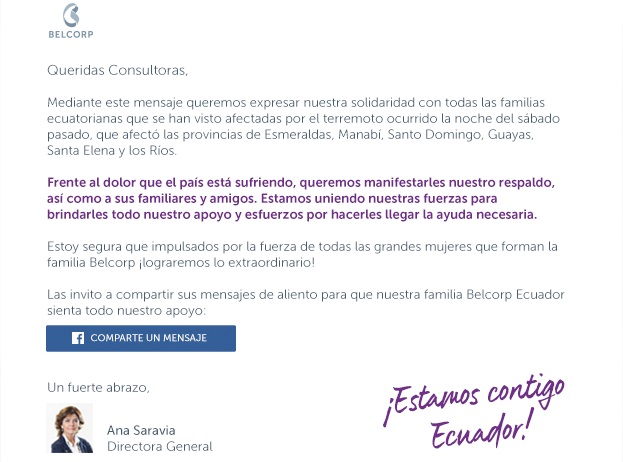 BELCORP
Queridas Consultoras,
Mediante este mensaje queremos expresar nuestra solidaridad con todas las familias
ecuatorianas que se han visto afectadas por el terremoto ocurrido la noche del sábado
pasado, que afectó las provincias de Esmeraldas, Manabí, Santo Domingo, Guayas,
Santa Elena y los Ríos.
Frente al dolor que el país está sufriendo, queremos manifestarles nuestro respaldo,
así como a sus familiares y amigos. Estamos uniendo nuestras fuerzas para
brindarles todo nuestro apoyo y esfuerzos por hacerles llegar la ayuda necesaria.
Estoy segura que impulsados por la fuerza de todas las grandes mujeres que forman la
familia Belcorp ¡lograremos lo extraordinario!
Las invito a compartir sus mensajes de aliento para que nuestra familia Belcorp Ecuador
sienta todo nuestro apoyo:
COMPARTE UN MENSAJE
Un fuerte abrazo,
Ana Saravia
Directora General
¡Estamos contigo
Ecuador!